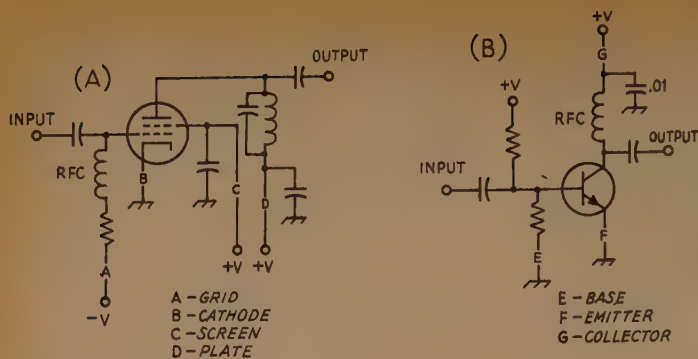 (A)
OUTPUT
INPUT
RFC
B
A
C
D
-V
+V
+V
A-GRID
B-CATHODE
C-SCREEN
D-PLATE
(B)
+V
G
.01
+V
RFC
OUTPUT
INPUT
E
F
E-BASE
F-EMITTER
G-COLLECTOR